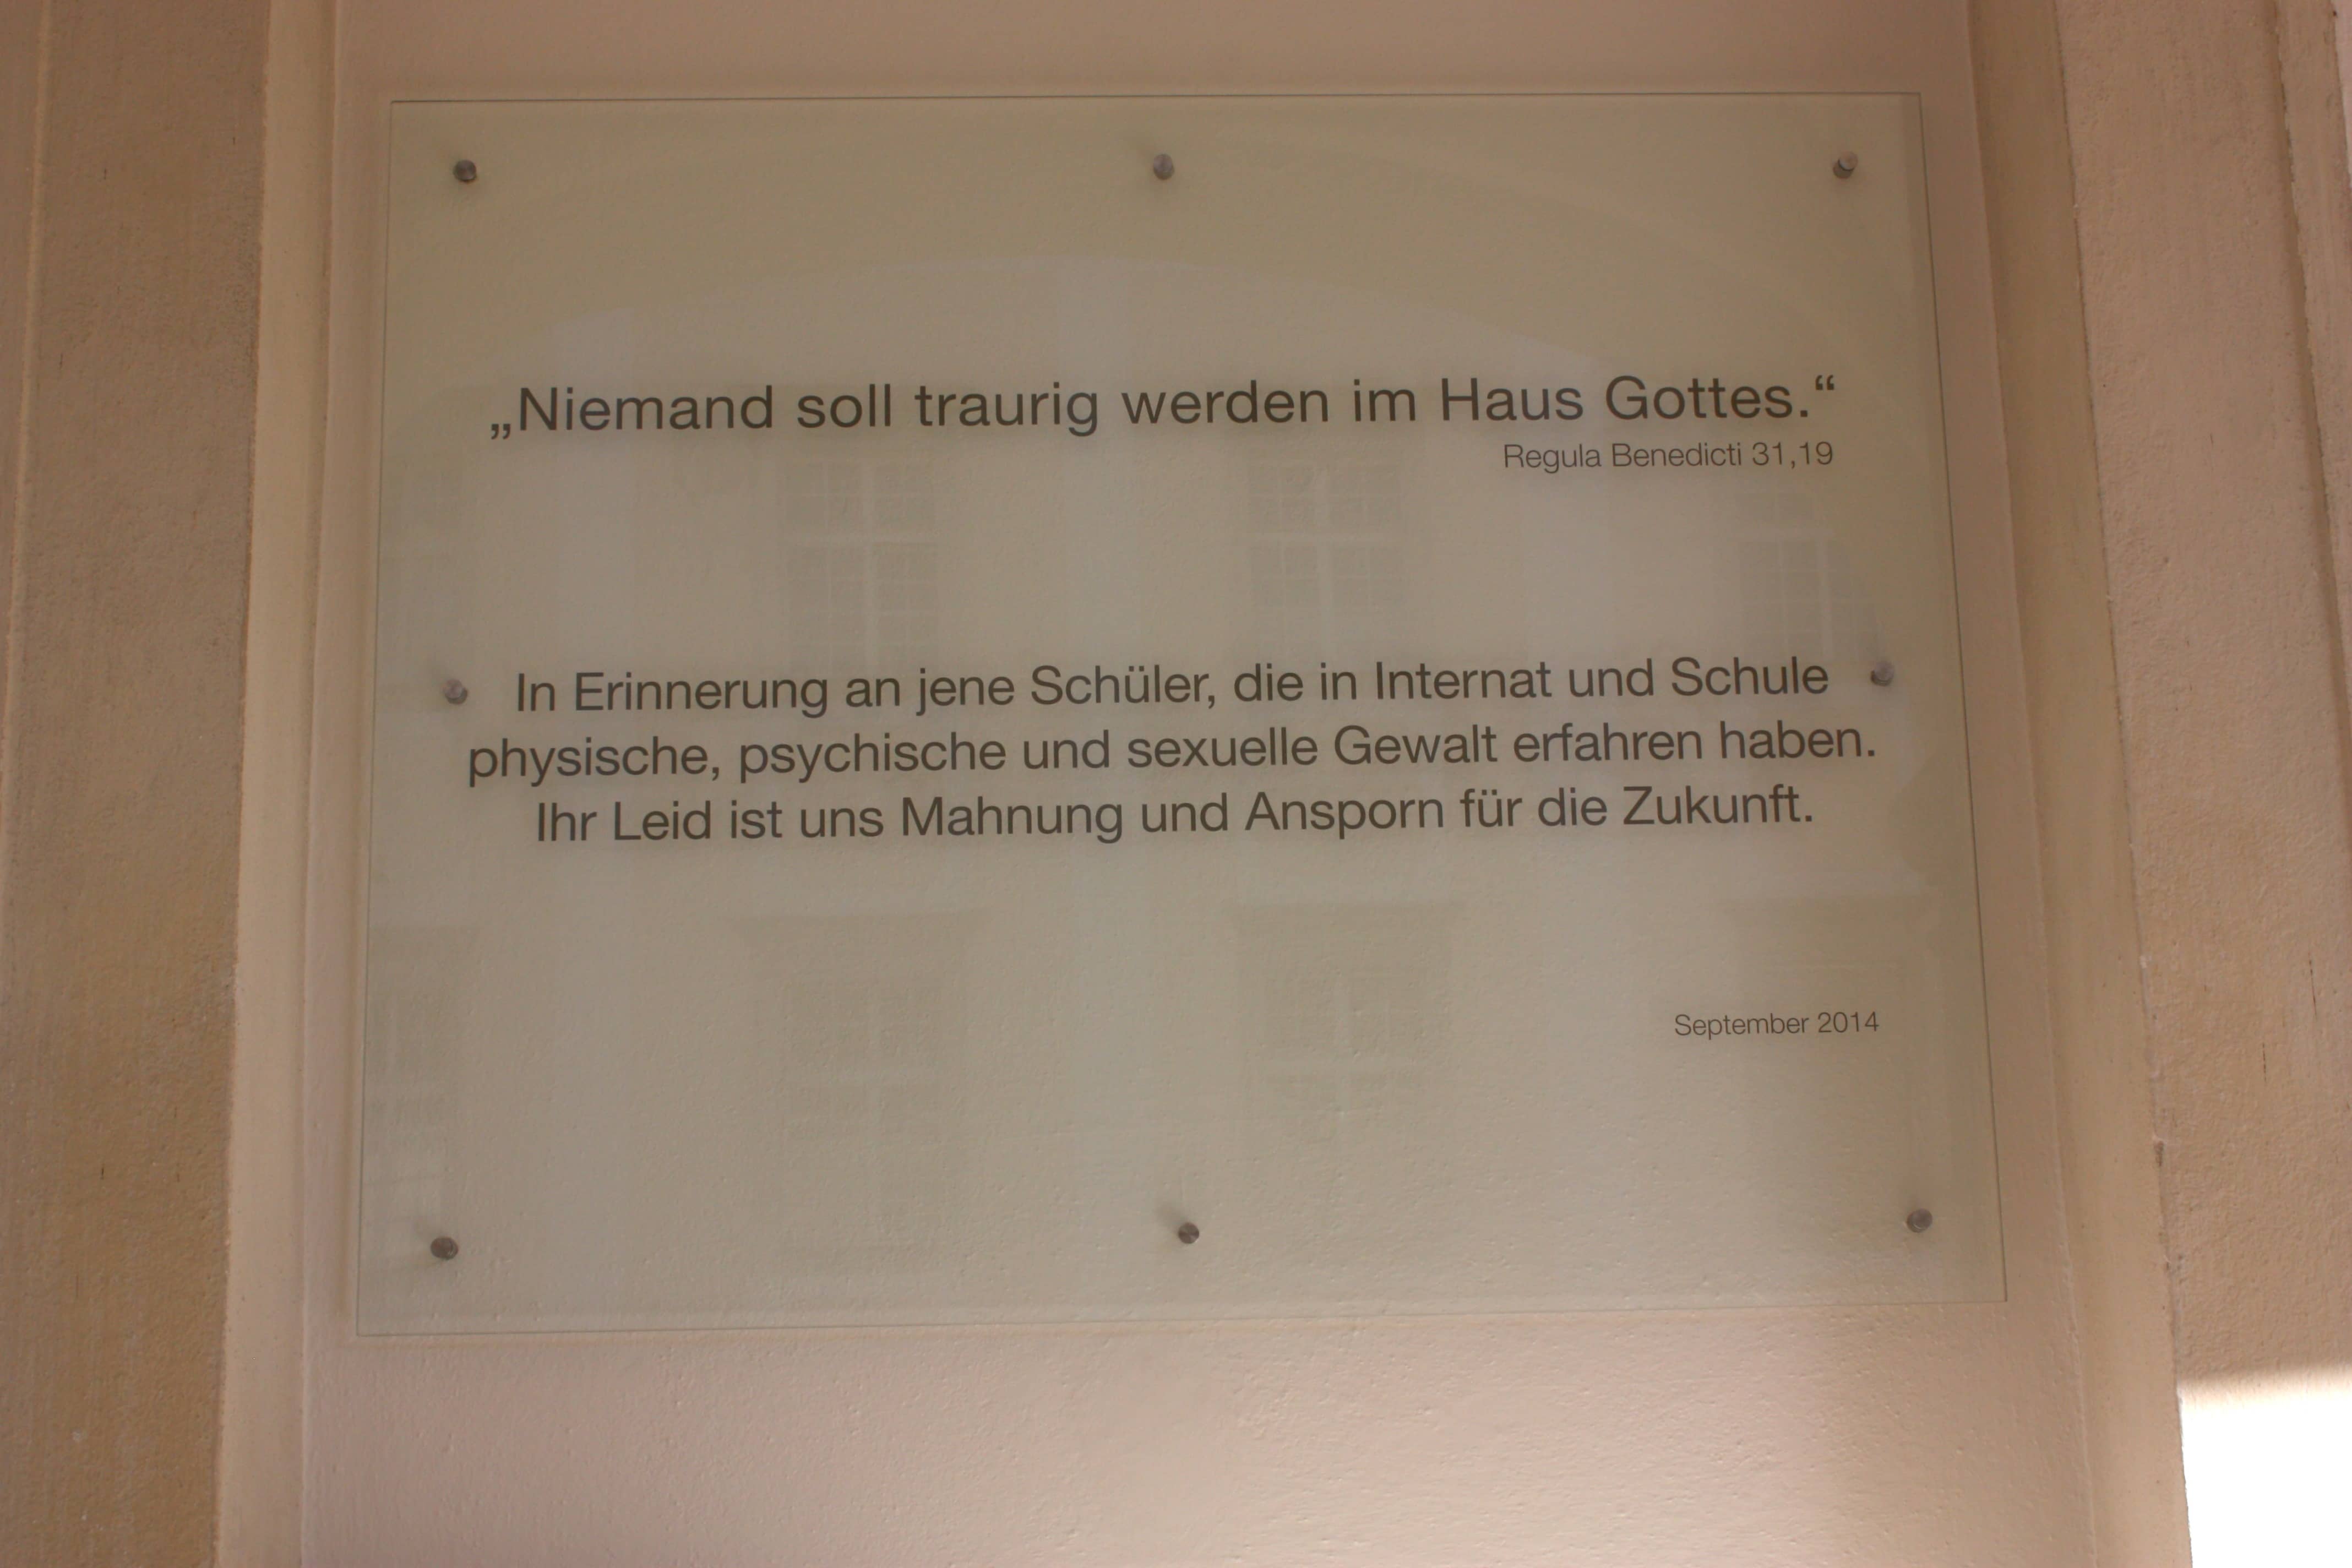 „Niemand soll traurig werden im Haus Gottes.“
Regula Benedicti 31,19
In Erinnerung an jene Schüler, die in Internat und Schule
physische, psychische und sexuelle Gewalt erfahren haben.
Ihr Leid ist uns Mahnung und Ansporn für die Zukunft.
September 2014